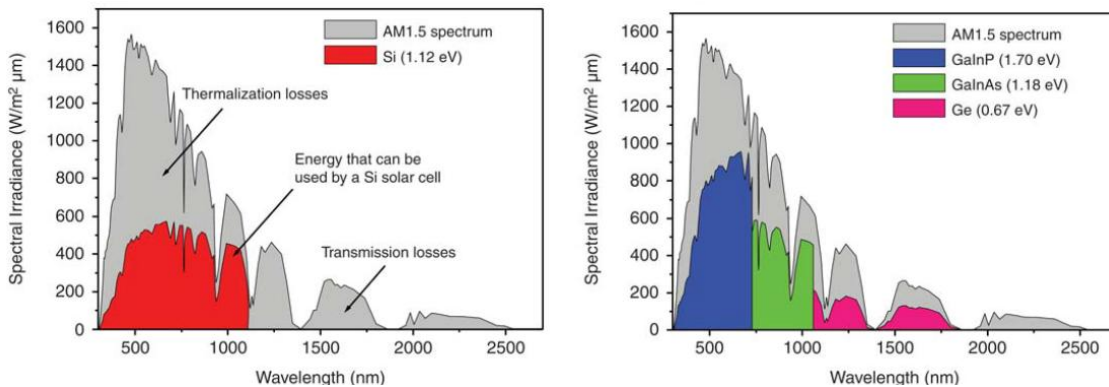 Spectral Irradiance (W/m² µm)
1600
1400
1200
1000
800
600
400
200
0
AM1.5 spectrum
Si (1.12 eV)
Thermalization losses
Energy that can be
used by a Si solar cell
Transmission losses
500
1000
1500
2000
2500
Wavelength (nm)
Spectral Irradiance (W/m² µm)
1600
1400
1200
1000
800
600
400
200
0
AM1.5 spectrum
GaInP (1.70 eV)
GaInAs (1.18 eV)
Ge (0.67 eV)
500
1000
1500
2000
2500
Wavelength (nm)